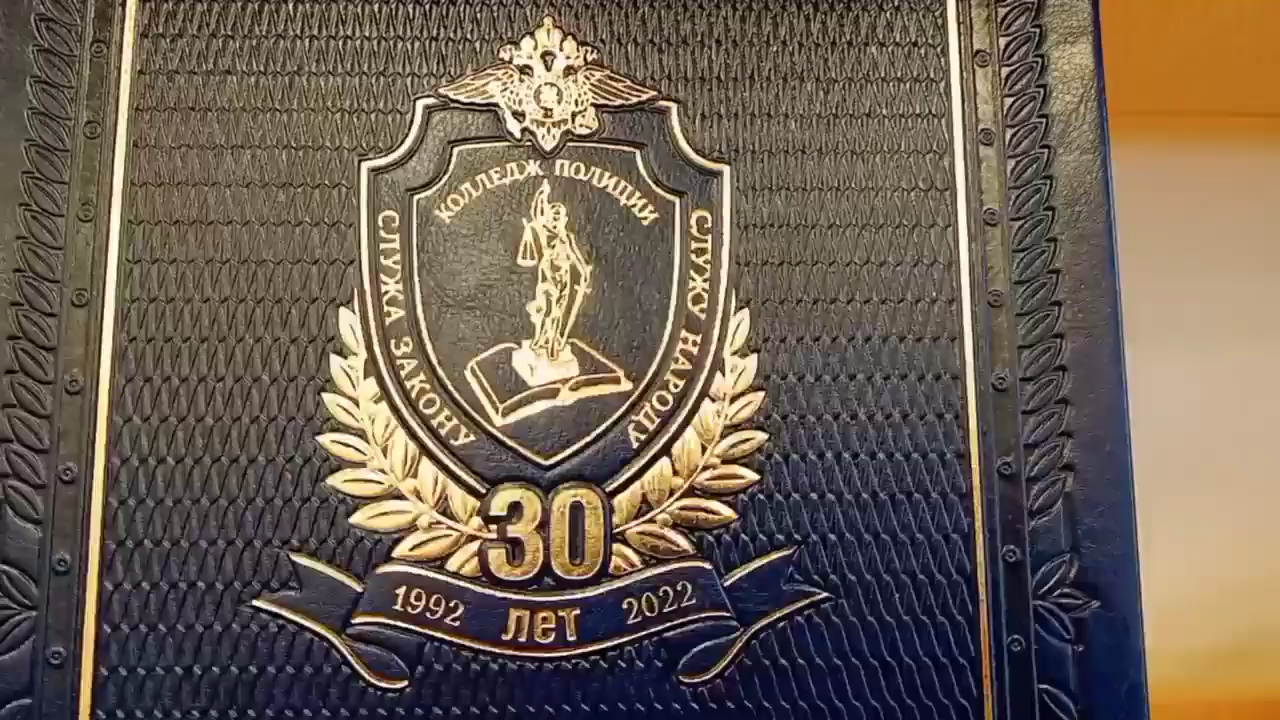 КОЛЛЕДЖ ПОЛИЦИИ
СЛУЖА ЗАКОНУ
СЛУЖУ НАРОДУ
30
1992 лет 2022